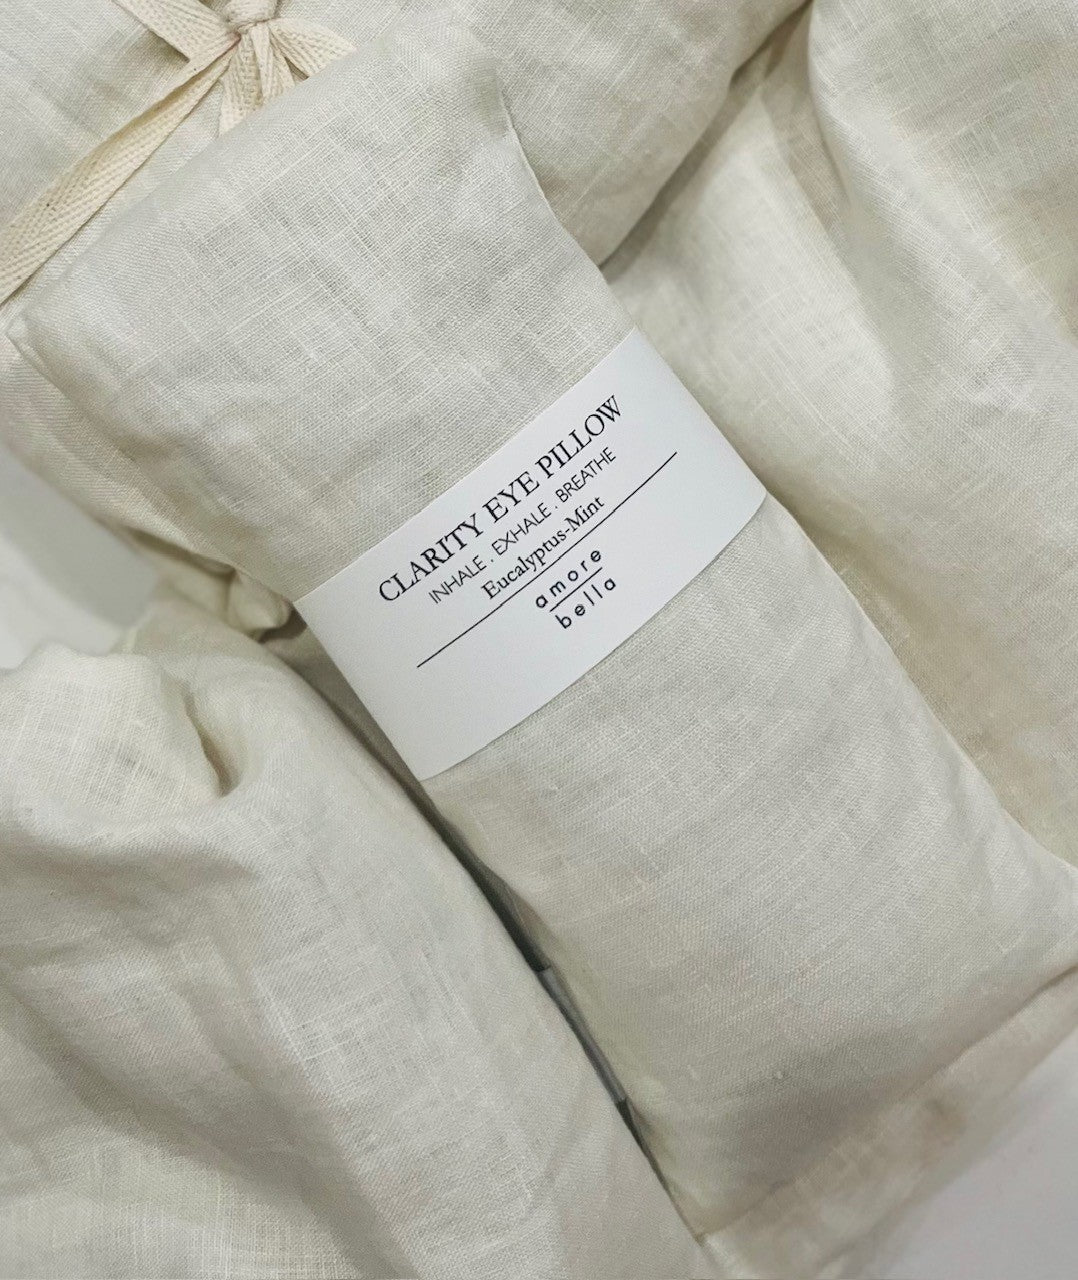 CLARITY EYE PILLOW
INHALE . EXHALE . BREATHE
Eucalyptus-Mint
amore
bella